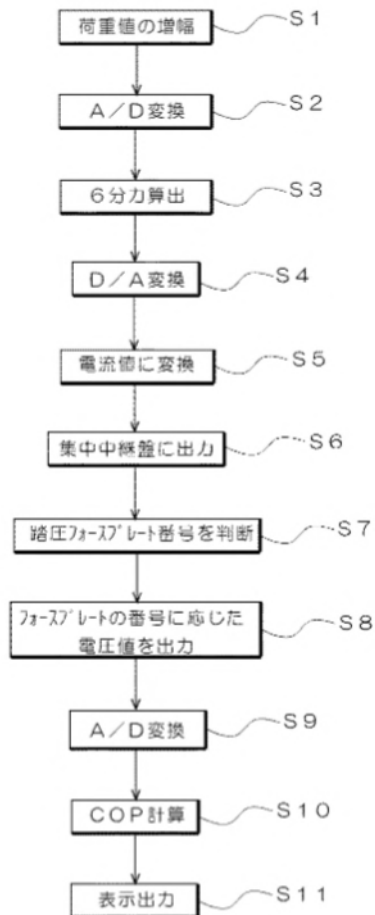 荷重値の増幅 S1
A／D変換 S2
6分力算出 S3
D／A変換 S4
電流値に変換 S5
集中中継盤に出力 S6
踏圧ﾌｫｰｽﾌﾟﾚｰﾄ番号を判断 S7
ﾌｫｰｽﾌﾟﾚｰﾄの番号に応じた
電圧値を出力 S8
A／D変換 S9
COP計算 S10
表示出力 S11